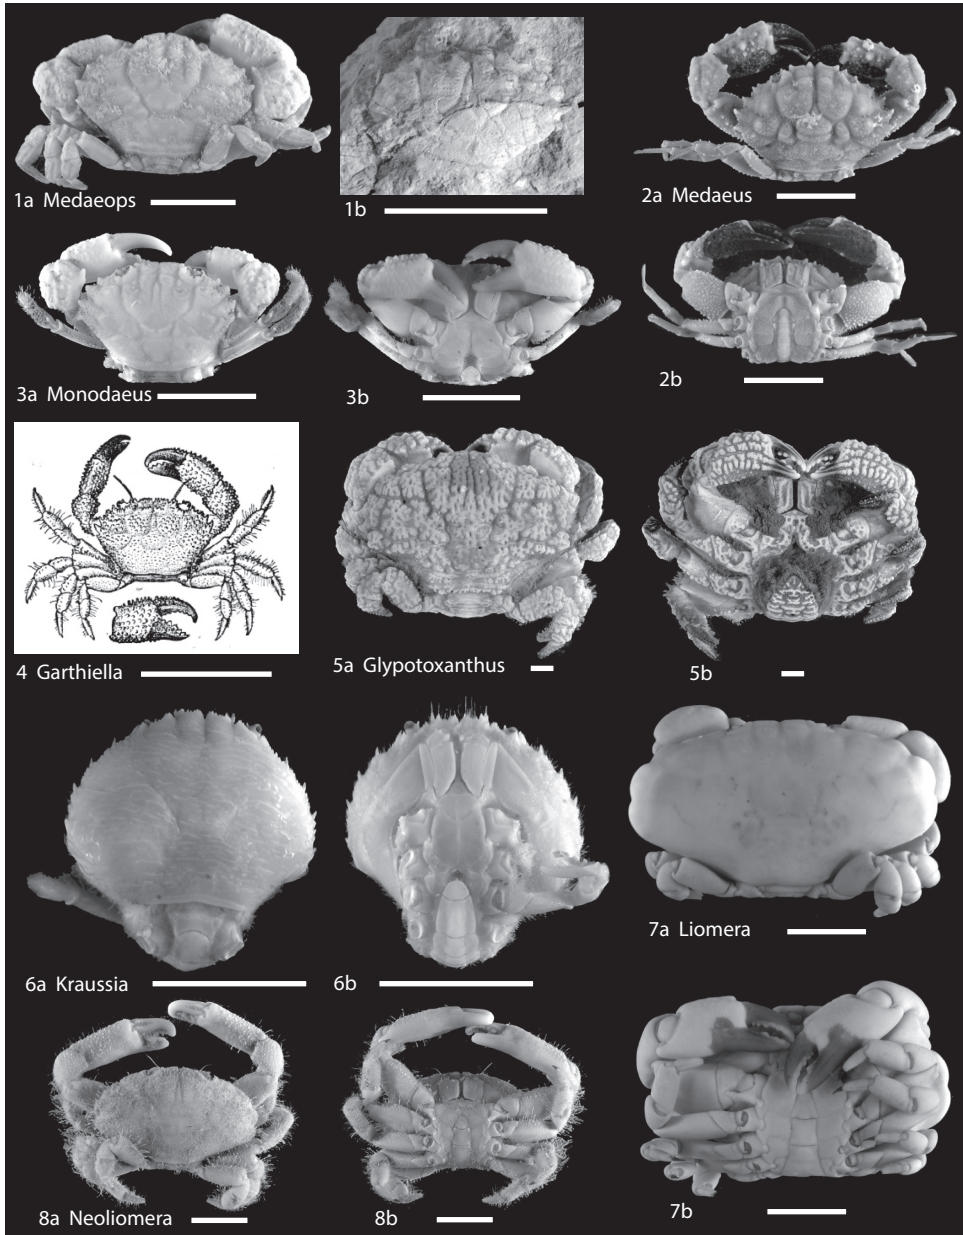 1a Medaeops
1b
2a Medaeus
3a Monodaeus
3b
2b
4 Garthiella
5a Glypotoxanthus
5b
6a Kraussia
6b
7a Liomera
8a Neoliomera
8b
7b